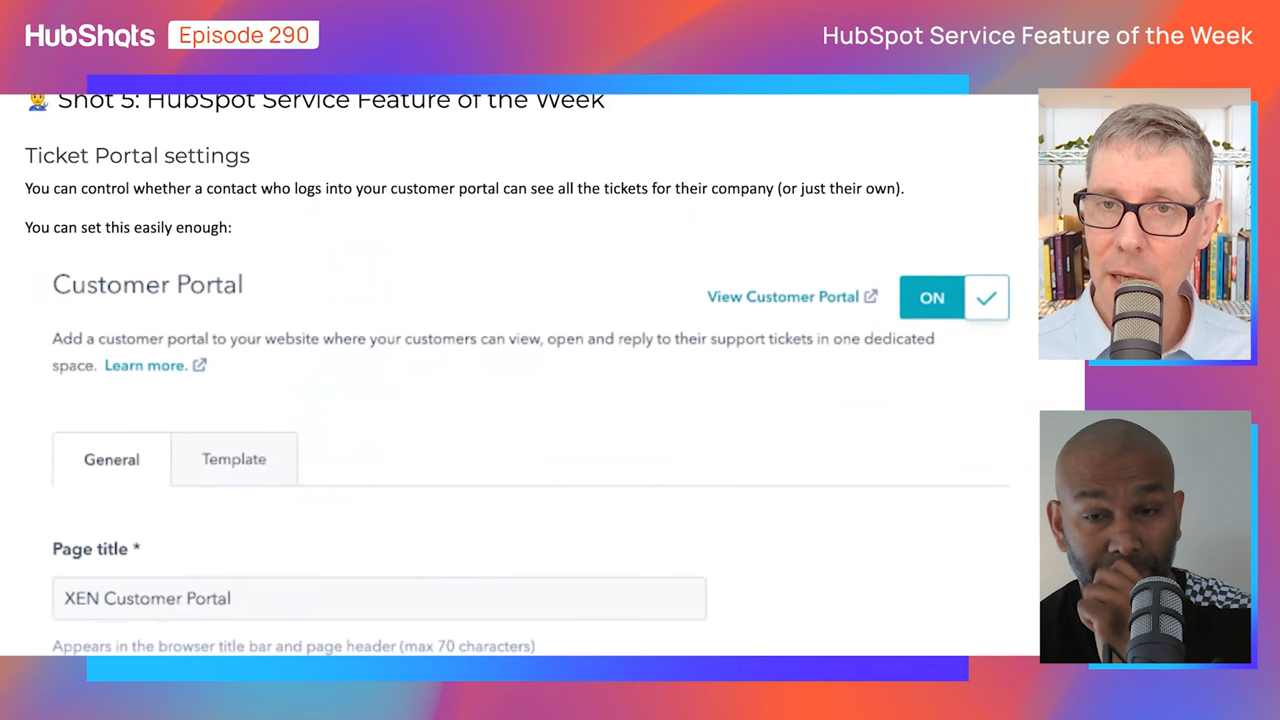 HubShots Episode 290
HubSpot Service Feature of the Week
Shot 5: HubSpot Service Feature of the Week
Ticket Portal settings
You can control whether a contact who logs into your customer portal can see all the tickets for their company (or just their own).
You can set this easily enough:
Customer Portal
View Customer Portal
ON
Add a customer portal to your website where your customers can view, open and reply to their support tickets in one dedicated
space. Learn more.
General
Template
Page title *
XEN Customer Portal
Appears in the browser title bar and page header (max 70 characters)